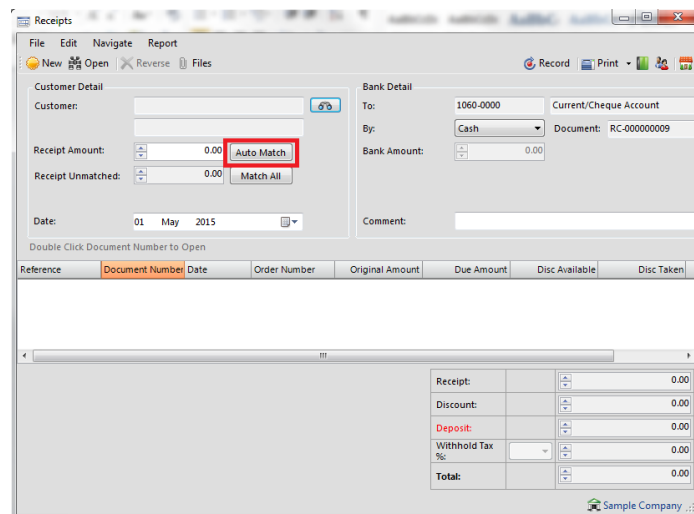 Receipts
File Edit Navigate Report
New Open Reverse Files Record Print
Customer Detail Bank Detail
Customer: To: 1060-0000 Current/Cheque Account
By: Cash Document: RC-000000009
Receipt Amount: 0.00 Auto Match Bank Amount: 0.00
Receipt Unmatched: 0.00 Match All
Date: 01 May 2015 Comment:
Double Click Document Number to Open
Reference Document Number Date Order Number Original Amount Due Amount Disc Available Disc Taken
Receipt: 0.00
Discount: 0.00
Deposit: 0.00
Withhold Tax
%: 0.00
Total: 0.00
Sample Company